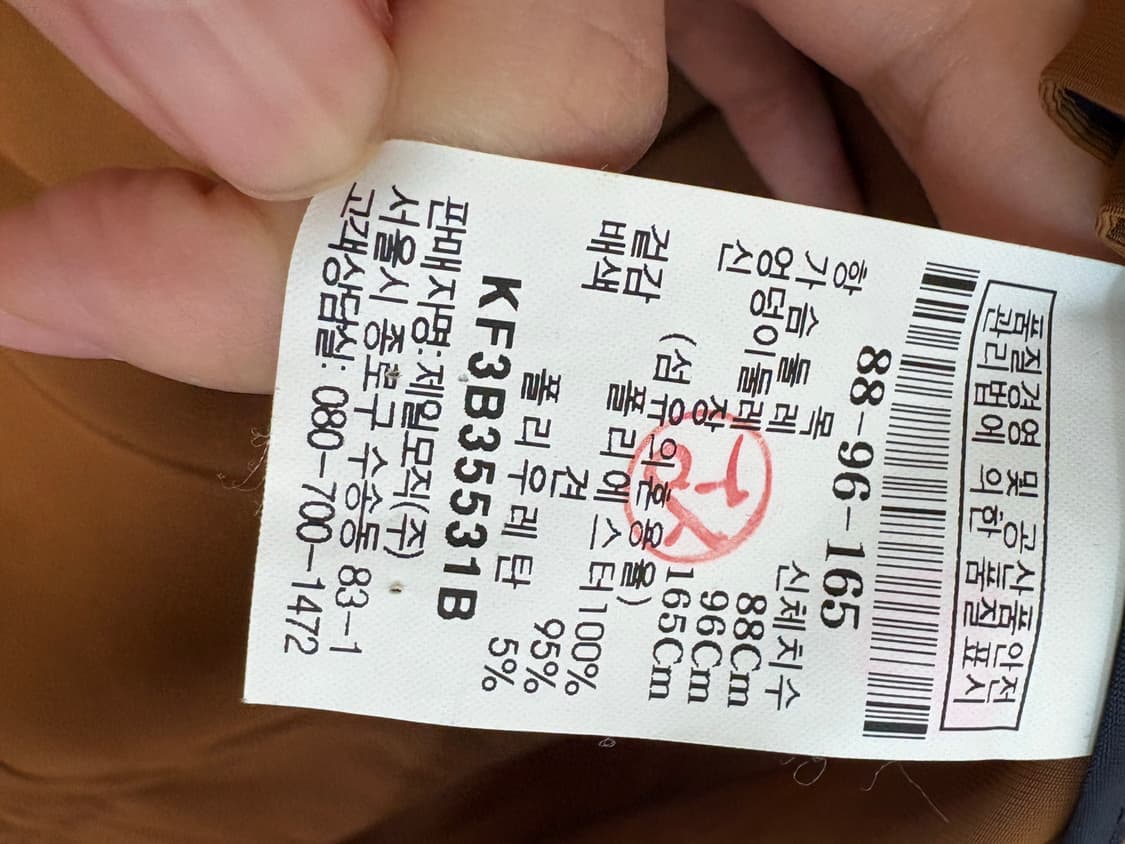 품질경영 및 공산품안전
관리법에 의한 품질표시
88-96-165
항 목 신체치수
가슴둘레 88Cm
엉덩이둘레 96Cm
신 장 165Cm
(섬유의혼용율)
겉감 폴리에스터100%
배색 견 95%
폴리우레탄 5%
KF3B35531B
판매자명:제일모직(주)
서울시 종로구 수송동 83-1
고객상담실: 080-700-1472